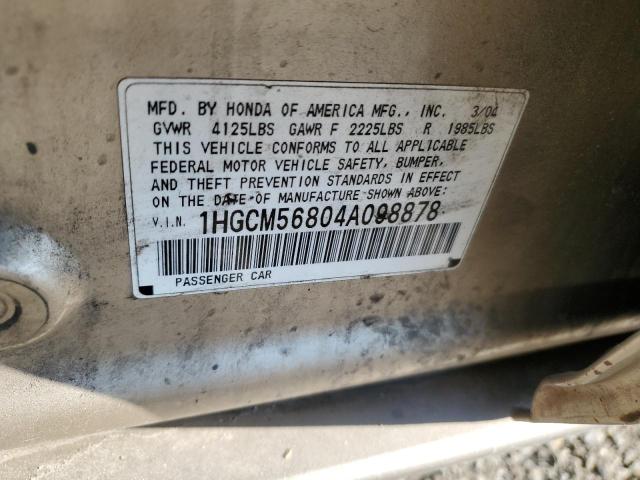 MFD. BY HONDA OF AMERICA MFG., INC. 3/04
GVWR 4125LBS GAWR F 2225LBS R 1985LBS
THIS VEHICLE CONFORMS TO ALL APPLICABLE
FEDERAL MOTOR VEHICLE SAFETY, BUMPER,
AND THEFT PREVENTION STANDARDS IN EFFECT
ON THE DATE OF MANUFACTURE SHOWN ABOVE:
V.I.N. 1HGCM56804A098878
PASSENGER CAR